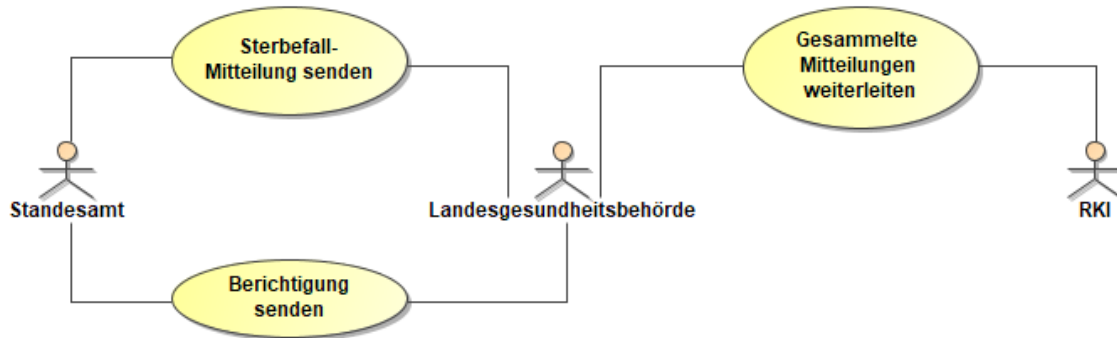 Sterbefall-
Mitteilung senden
Gesammelte
Mitteilungen
weiterleiten
Standesamt
Landesgesundheitsbehörde
RKI
Berichtigung
senden